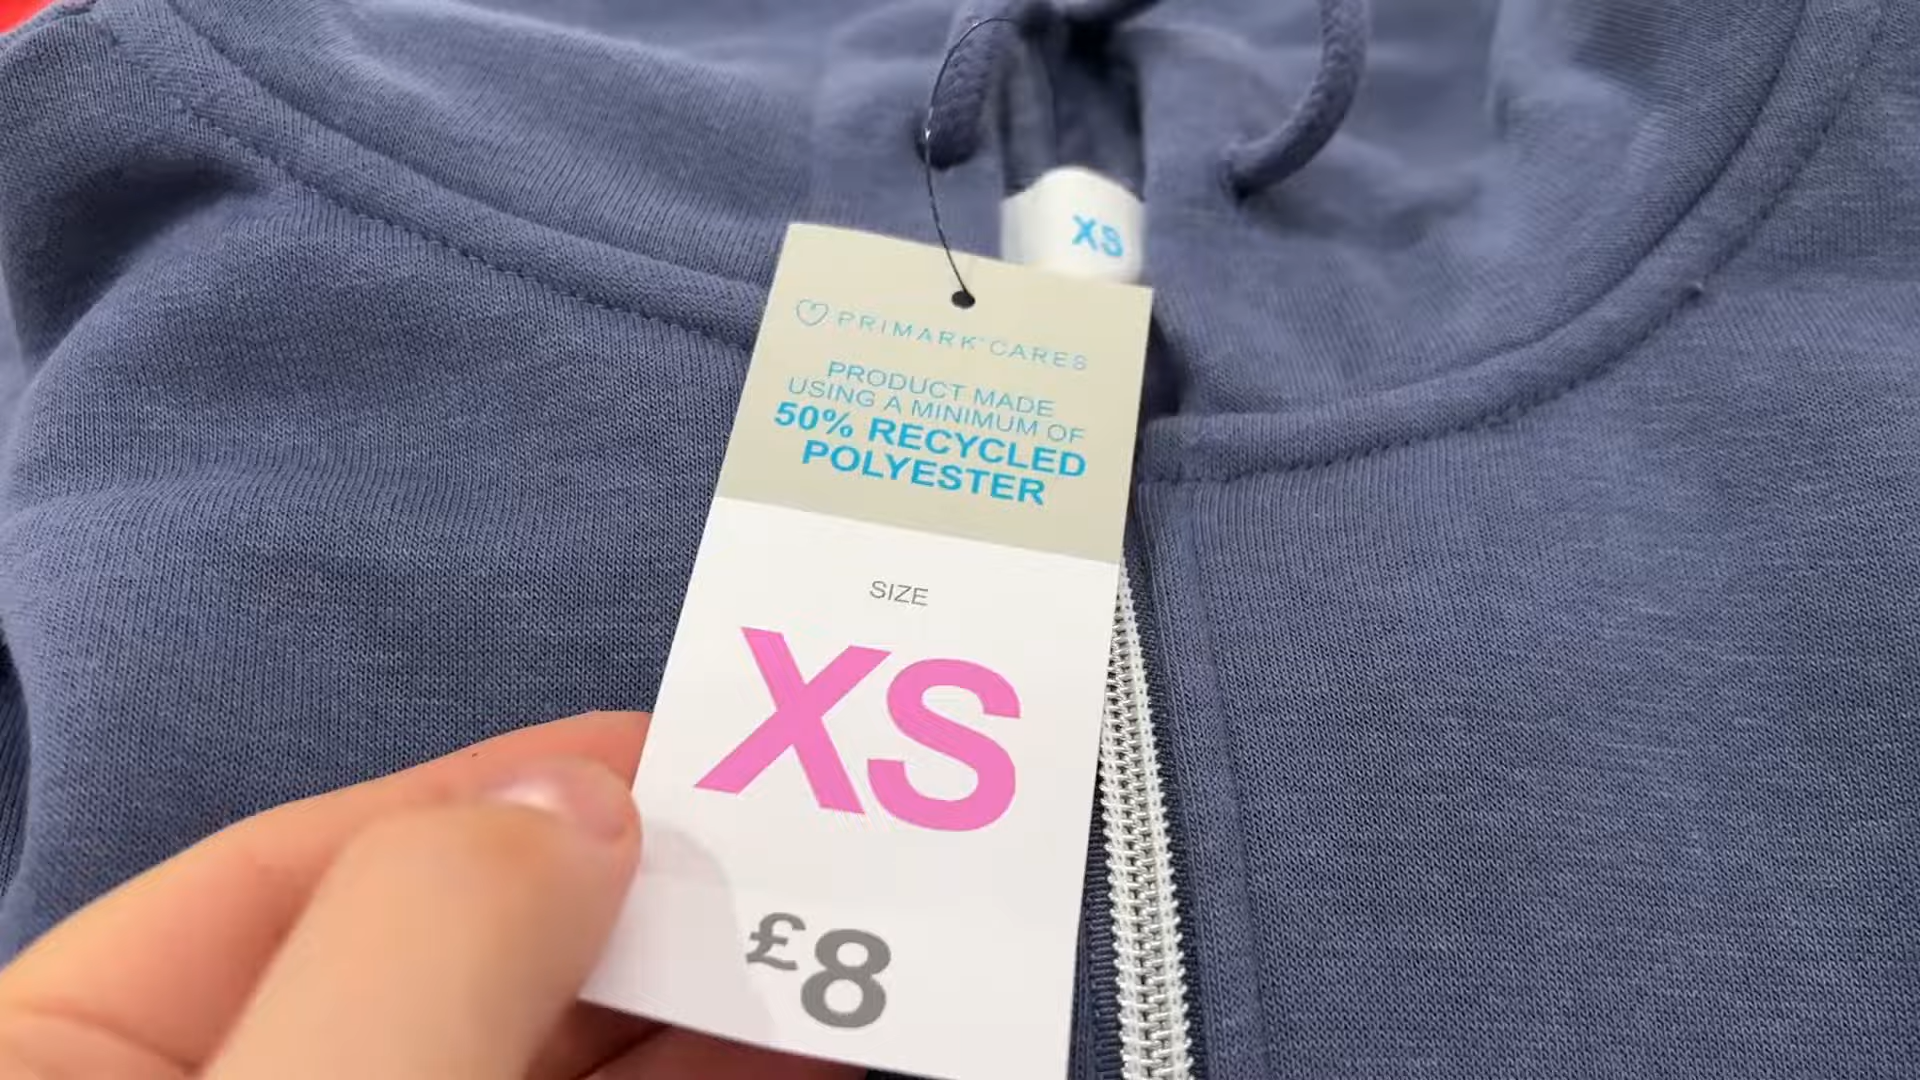 XS
PRIMARK® CARES
PRODUCT MADE
USING A MINIMUM OF
50% RECYCLED
POLYESTER
SIZE
XS
£8